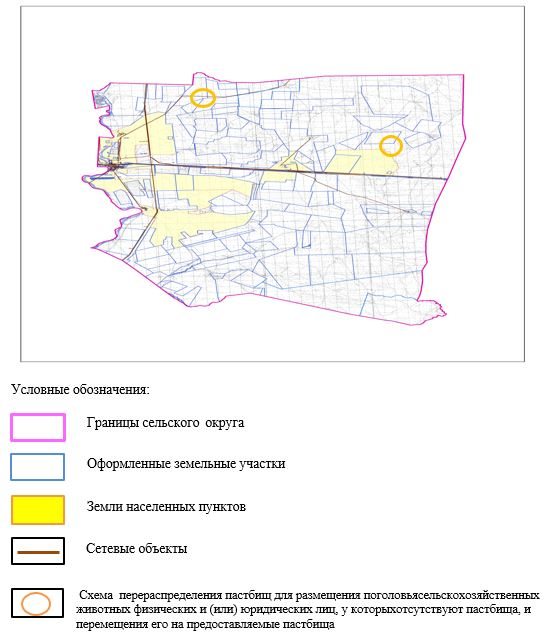 Условные обозначения:
Границы сельского округа
Оформленные земельные участки
Земли населенных пунктов
Сетевые объекты
Схема перераспределения пастбищ для размещения поголовьясельскохозяйственных
животных физических и (или) юридических лиц, у которыхотсутствуют пастбища, и
перемещения его на предоставляемые пастбища